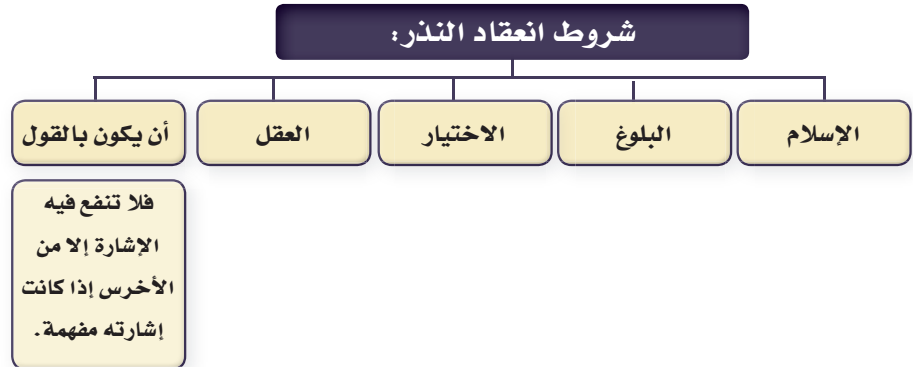 شروط انعقاد النذر:
الإسلام
البلوغ
الاختيار
العقل
أن يكون بالقول
فلا تنفع فيه
الإشارة إلا من
الأخرس إذا كانت
إشارته مفهمة.